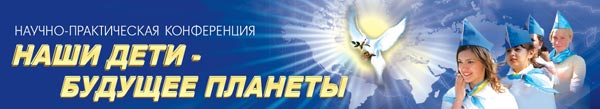 НАУЧНО-ПРАКТИЧЕСКАЯ КОНФЕРЕНЦИЯ
НАШИ ДЕТИ -
БУДУЩЕЕ ПЛАНЕТЫ